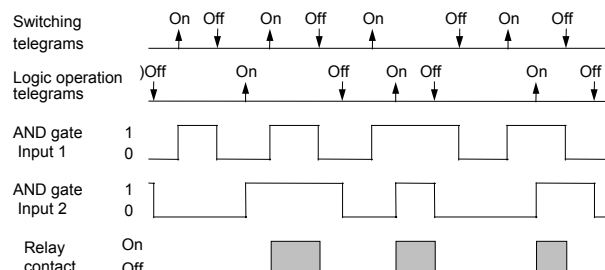 Switching On Off On Off On Off On Off
telegrams
Logic operation )Off On Off On Off On Off
telegrams
AND gate 1
Input 1 0
AND gate 1
Input 2 0
Relay On
contact Off